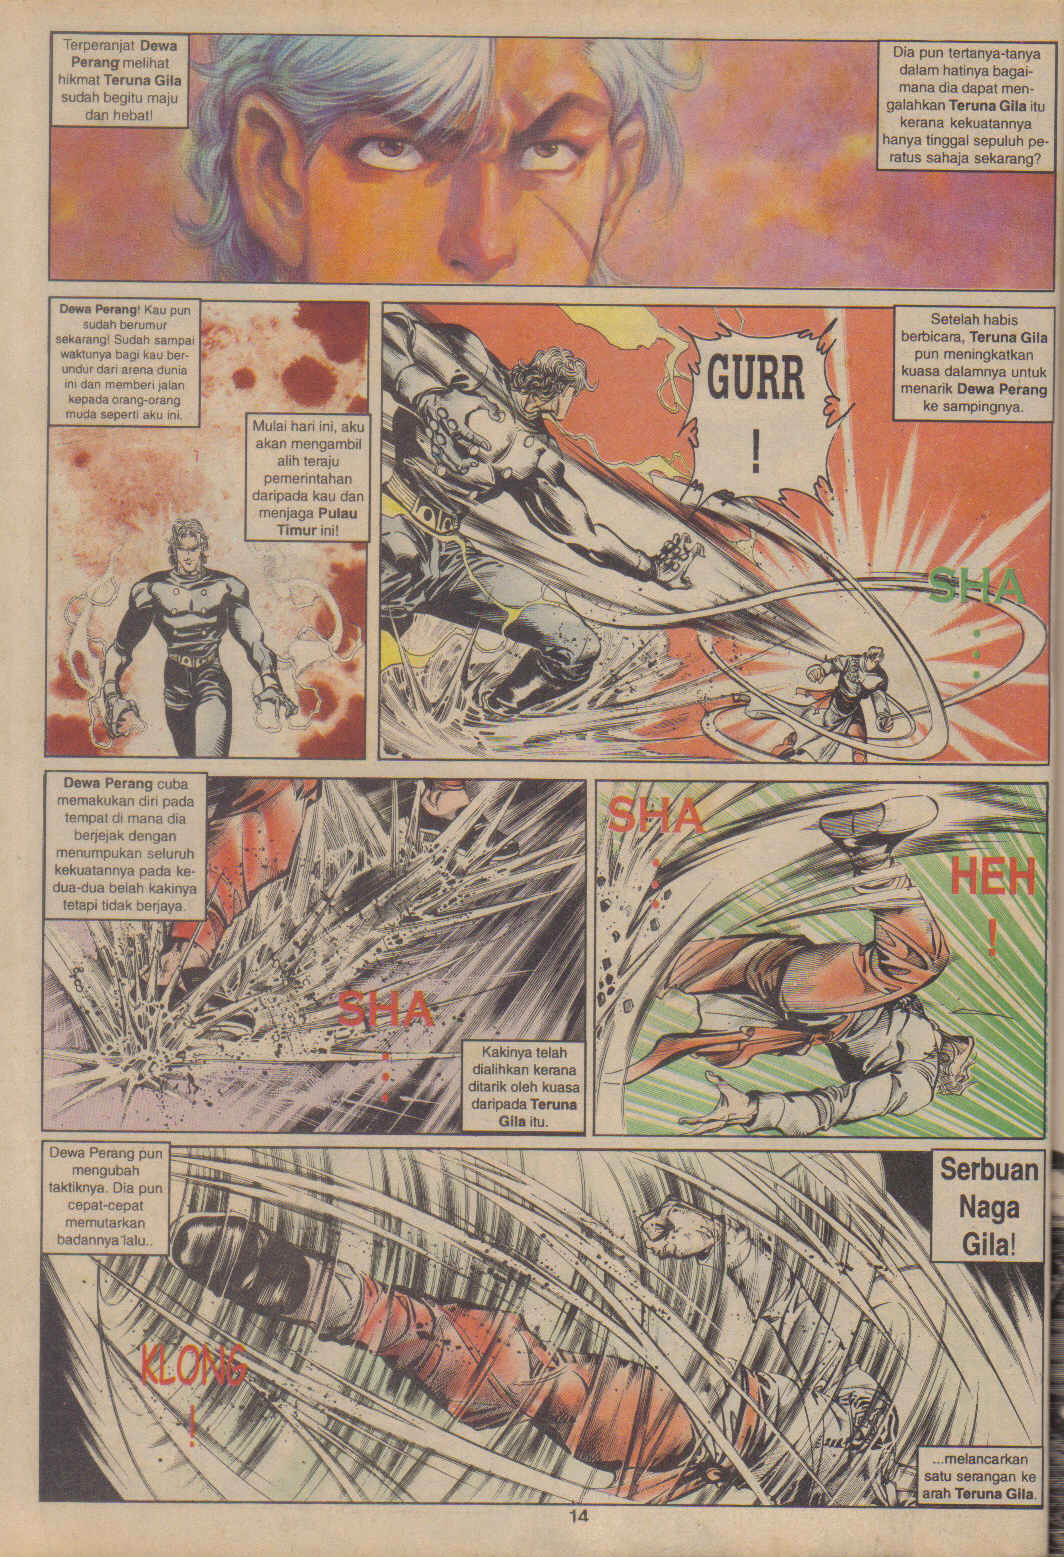 Terperanjat Dewa
Perang melihat
hikmat Teruna Gila
sudah begitu maju
dan hebat!
Dia pun tertanya-tanya
dalam hatinya bagai-
mana dia dapat men-
galahkan Teruna Gila itu
kerana kekuatannya
hanya tinggal sepuluh pe-
ratus sahaja sekarang?
Dewa Perang! Kau pun
sudah berumur
sekarang! Sudah sampai
waktunya bagi kau ber-
undur dari arena dunia
ini dan memberi jalan
kepada orang-orang
muda seperti aku ini.
Mulai hari ini, aku
akan mengambil
alih teraju
pemerintahan
daripada kau dan
menjaga Pulau
Timur ini!
GURR
!
Setelah habis
berbicara, Teruna Gila
pun meningkatkan
kuasa dalamnya untuk
menarik Dewa Perang
ke sampingnya.
SHA
!
Dewa Perang cuba
memakukan diri pada
tempat di mana dia
berjejak dengan
menumpukan seluruh
kekuatannya pada ke-
dua-dua belah kakinya
tetapi tidak berjaya.
SHA
!
Kakinya telah
dialihkan kerana
ditarik oleh kuasa
daripada Teruna
Gila itu.
SHA
!
HEH
!
Dewa Perang pun
mengubah
taktiknya. Dia pun
cepat-cepat
memutarkan
badannya lalu..
Serbuan
Naga
Gila!
KLONG
!
...melancarkan
satu serangan ke
arah Teruna Gila.
14